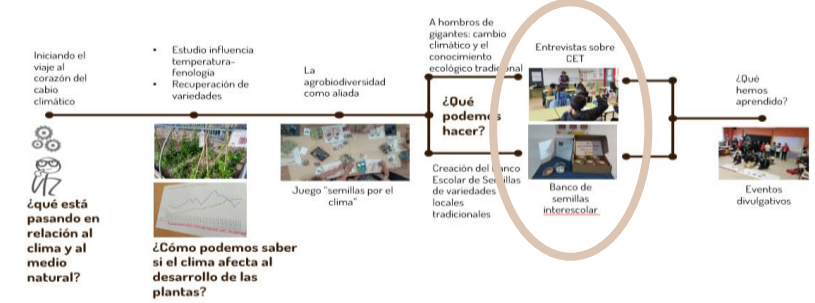 Iniciando el
viaje al
corazón del
cabio
climático
¿qué está
pasando en
relación al
clima y al
medio
natural?
• Estudio influencia
temperatura-
fenología
• Recuperación de
variedades
¿Cómo podemos saber
si el clima afecta al
desarrollo de las
plantas?
La
agrobiodiversidad
como aliada
Juego "semillas por el
clima"
A hombros de
gigantes: cambio
climático y el
conocimiento
ecológico tradicional
¿Qué
podemos
hacer?
Creación del Banco
Escolar de Semillas
de variedades
locales
tradicionales
Entrevistas sobre
CET
Banco de
semillas
interescolar
¿Qué
hemos
aprendido?
Eventos
divulgativos